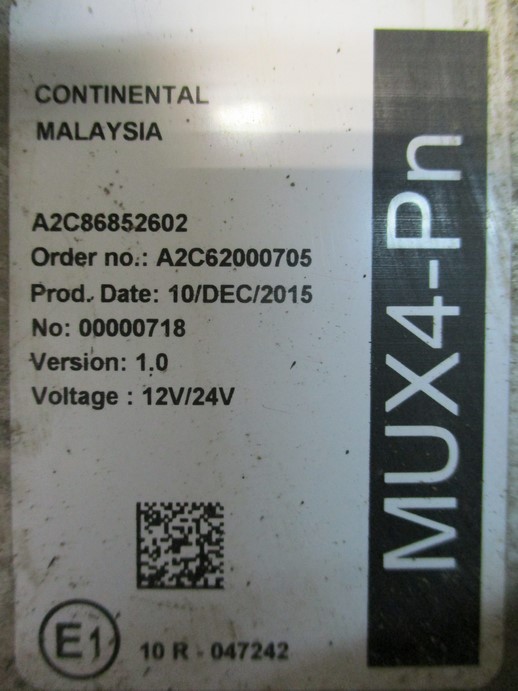 CONTINENTAL
MALAYSIA
A2C86852602
Order no.: A2C62000705
Prod. Date: 10/DEC/2015
No: 00000718
Version: 1.0
Voltage : 12V/24V
E1
10 R - 047242
MUX4-Pn